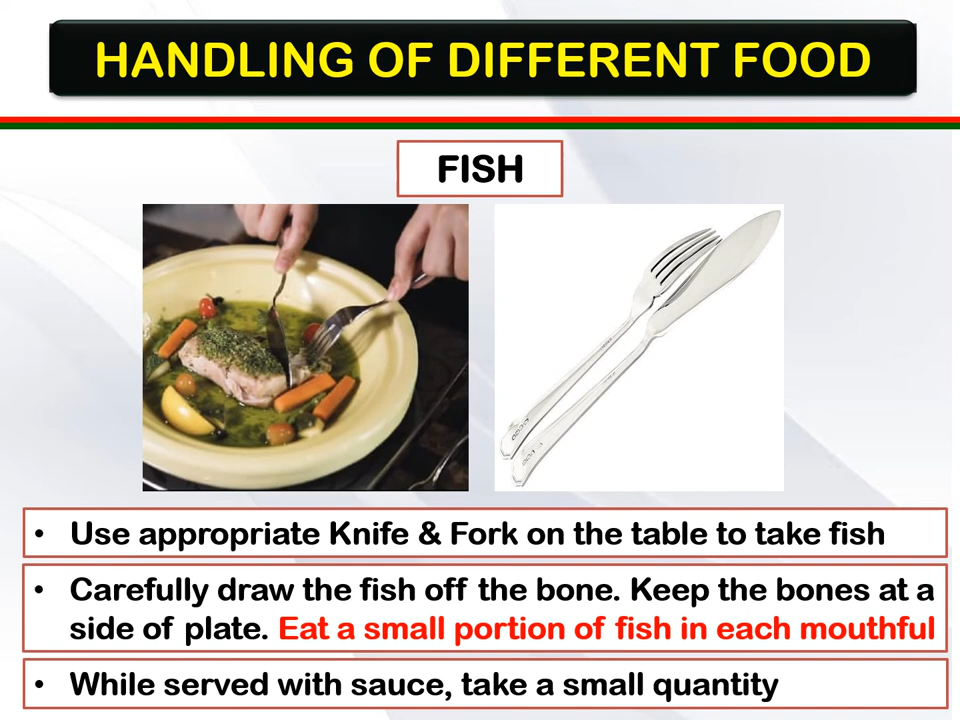 HANDLING OF DIFFERENT FOOD
FISH
• Use appropriate Knife & Fork on the table to take fish
• Carefully draw the fish off the bone. Keep the bones at a
side of plate. Eat a small portion of fish in each mouthful
• While served with sauce, take a small quantity